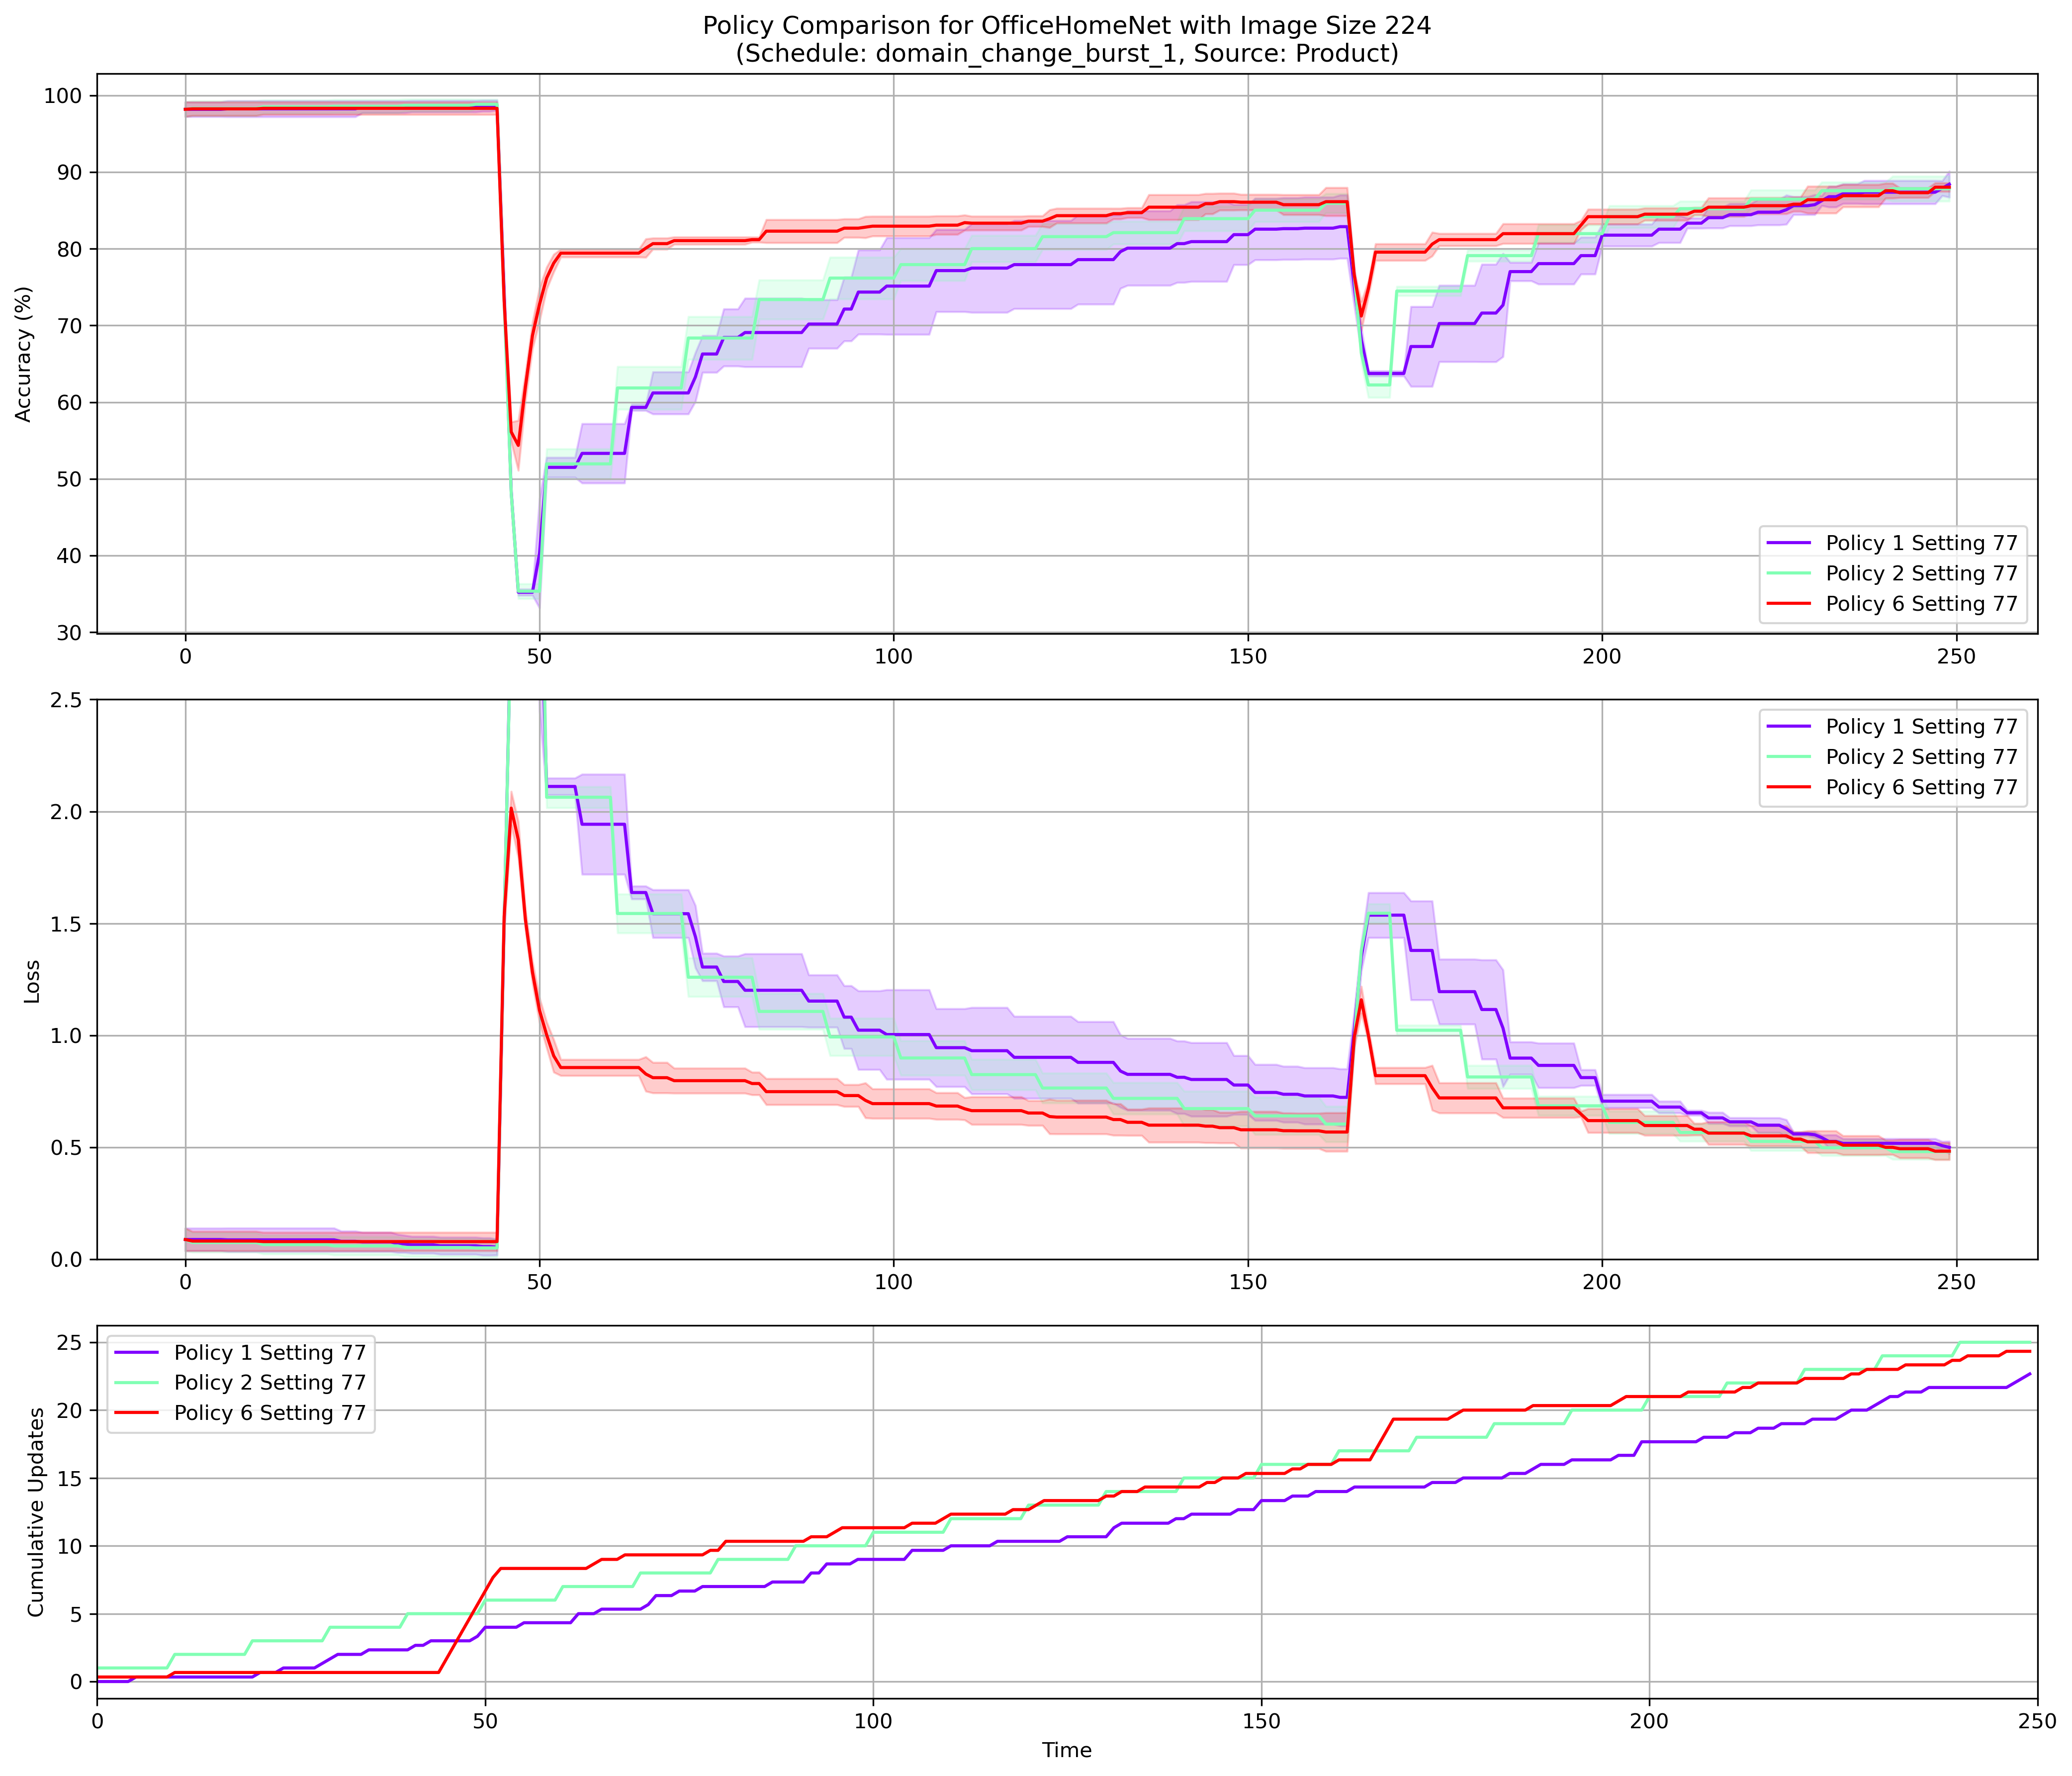 Policy Comparison for OfficeHomeNet with Image Size 224
(Schedule: domain_change_burst_1, Source: Product)
100
90
80
70
60
50
40
30
Accuracy (%)
Policy 1 Setting 77
Policy 2 Setting 77
Policy 6 Setting 77
0 50 100 150 200 250
2.5
2.0
1.5
1.0
0.5
0.0
Loss
Policy 1 Setting 77
Policy 2 Setting 77
Policy 6 Setting 77
0 50 100 150 200 250
25
20
15
10
5
0
Cumulative Updates
Policy 1 Setting 77
Policy 2 Setting 77
Policy 6 Setting 77
0 50 100 150 200 250
Time